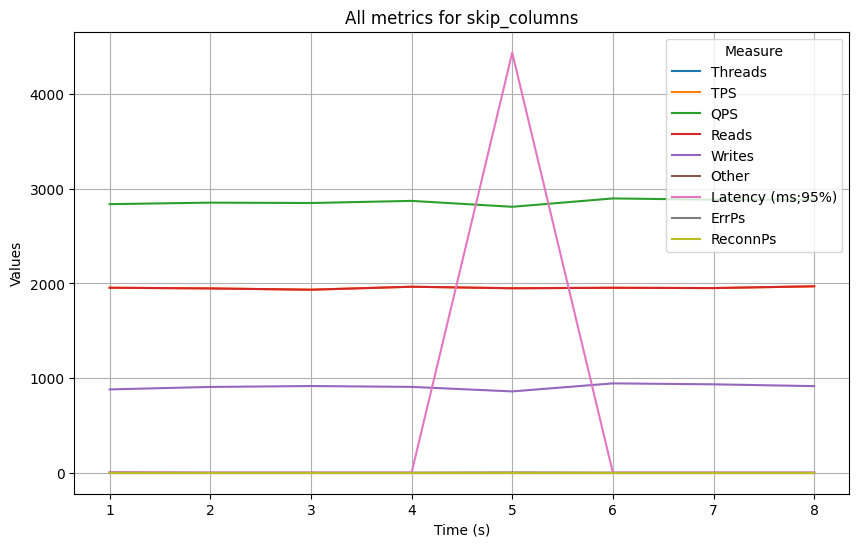 All metrics for skip_columns
Measure
Threads
TPS
QPS
Reads
Writes
Other
Latency (ms;95%)
ErrPs
ReconnPs
Values
4000
3000
2000
1000
0
1 2 3 4 5 6 7 8
Time (s)